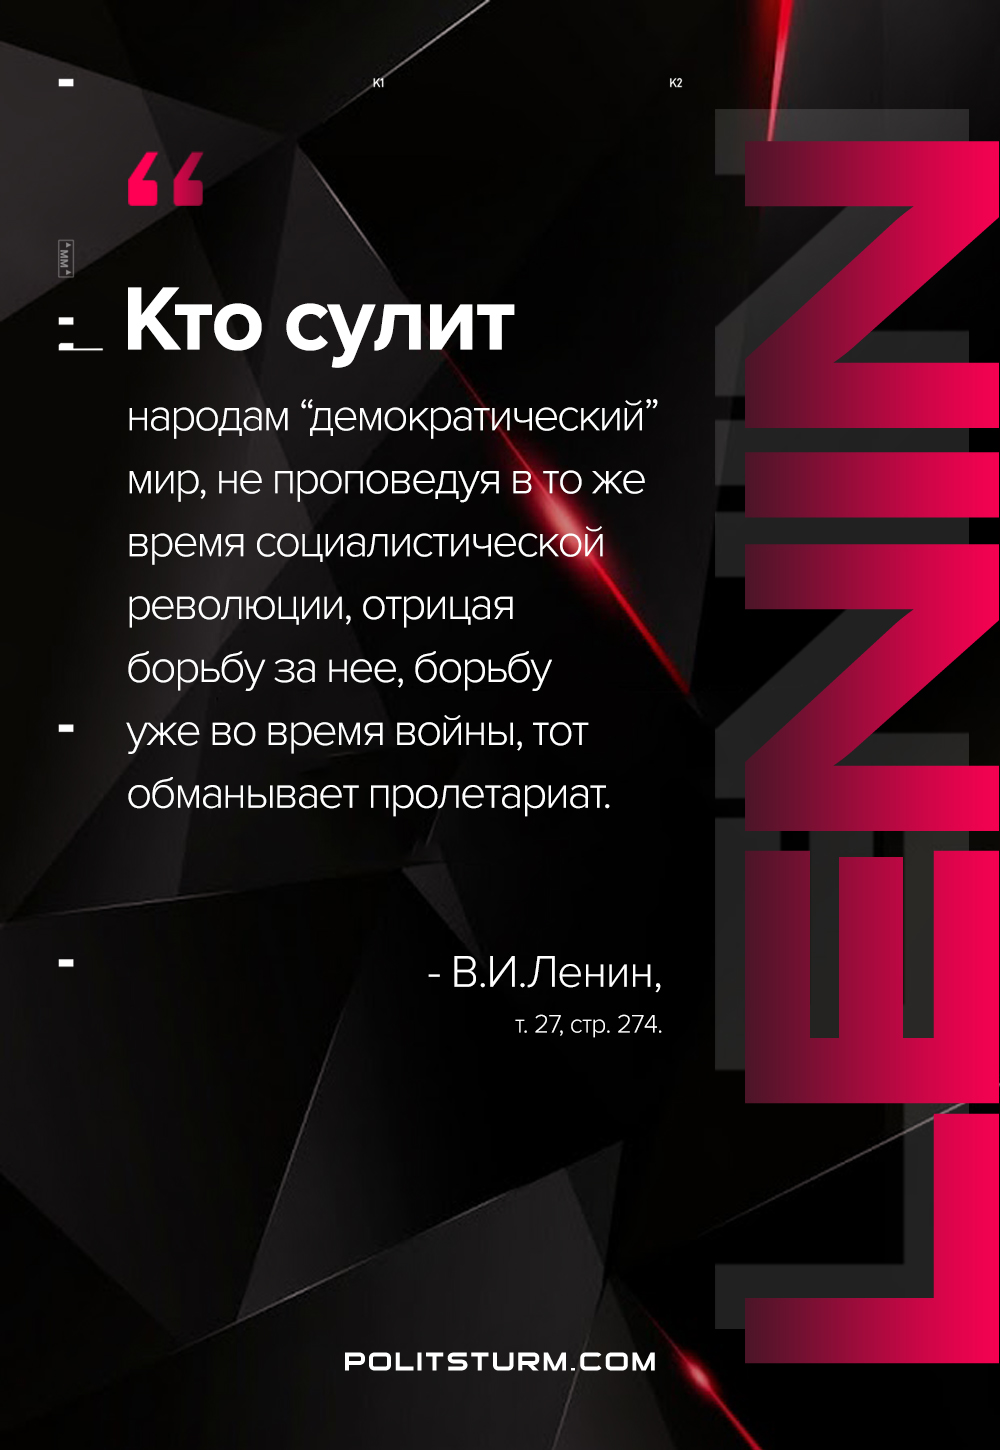 K1 K2
“
MM
Кто сулит
народам “демократический”
мир, не проповедуя в то же
время социалистической
революции, отрицая
борьбу за нее, борьбу
уже во время войны, тот
обманывает пролетариат.
- В.И.Ленин,
т. 27, стр. 274.
POLITSTURM.COM
LENIN